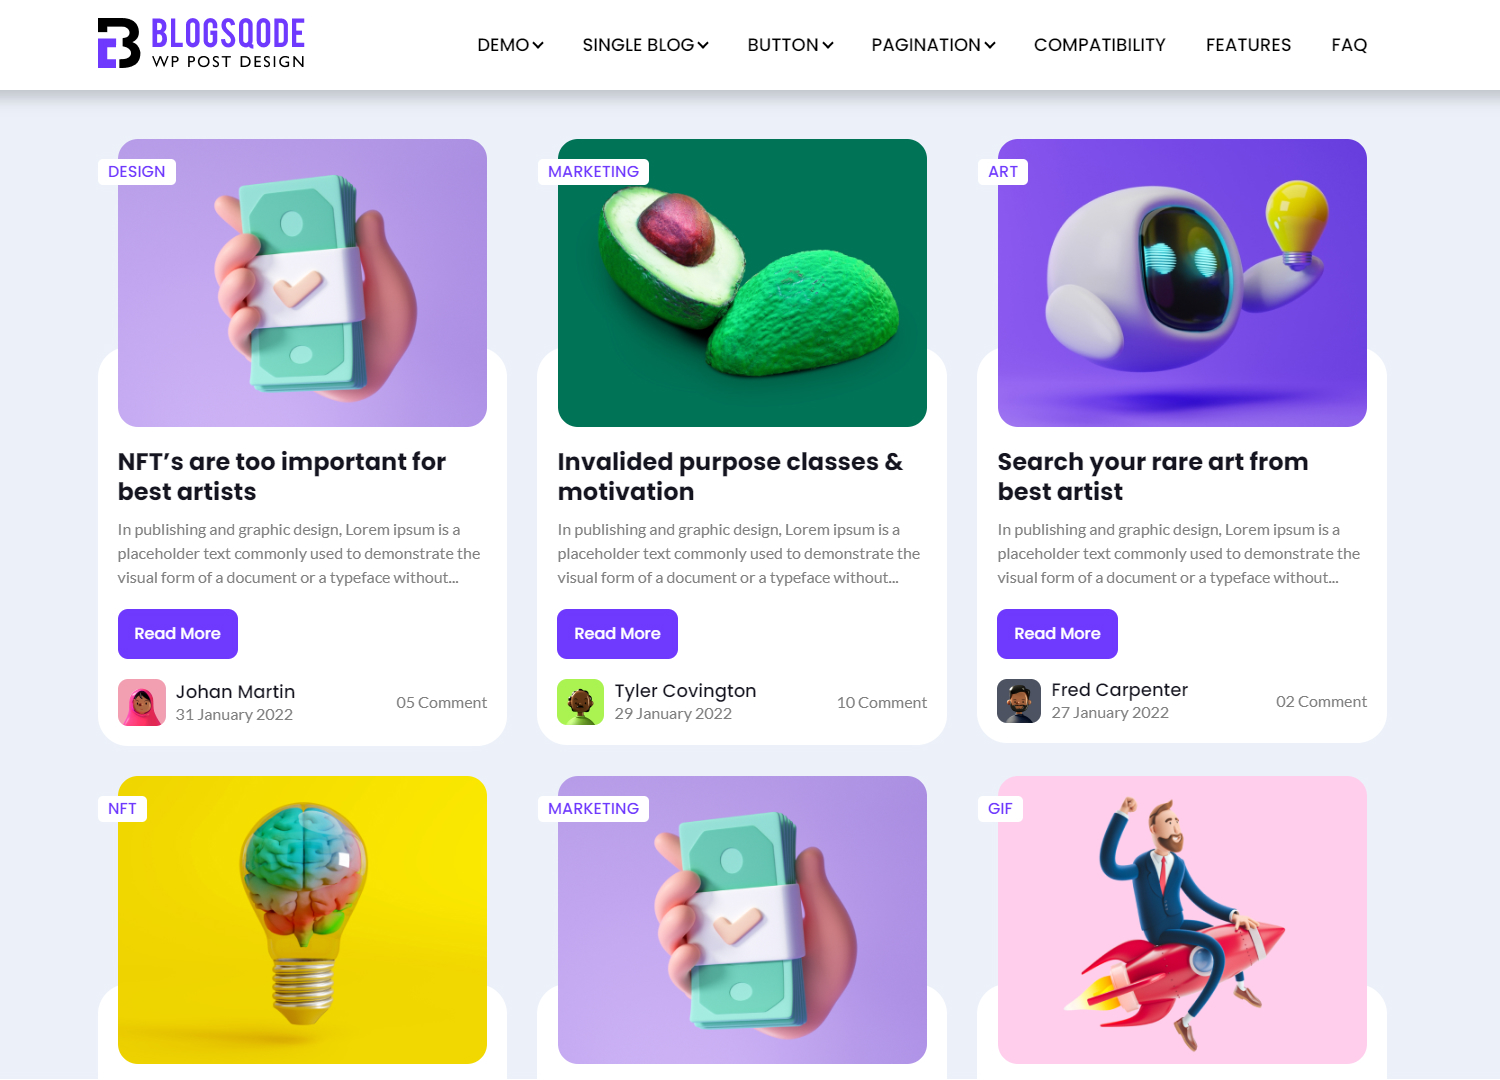 BLOGSQODE
WP POST DESIGN
DEMO
SINGLE BLOG
BUTTON
PAGINATION
COMPATIBILITY
FEATURES
FAQ
DESIGN
NFT’s are too important for
best artists
In publishing and graphic design, Lorem ipsum is a
placeholder text commonly used to demonstrate the
visual form of a document or a typeface without...
Read More
Johan Martin
31 January 2022
05 Comment
MARKETING
Invalided purpose classes &
motivation
In publishing and graphic design, Lorem ipsum is a
placeholder text commonly used to demonstrate the
visual form of a document or a typeface without...
Read More
Tyler Covington
29 January 2022
10 Comment
ART
Search your rare art from
best artist
In publishing and graphic design, Lorem ipsum is a
placeholder text commonly used to demonstrate the
visual form of a document or a typeface without...
Read More
Fred Carpenter
27 January 2022
02 Comment
NFT
MARKETING
GIF